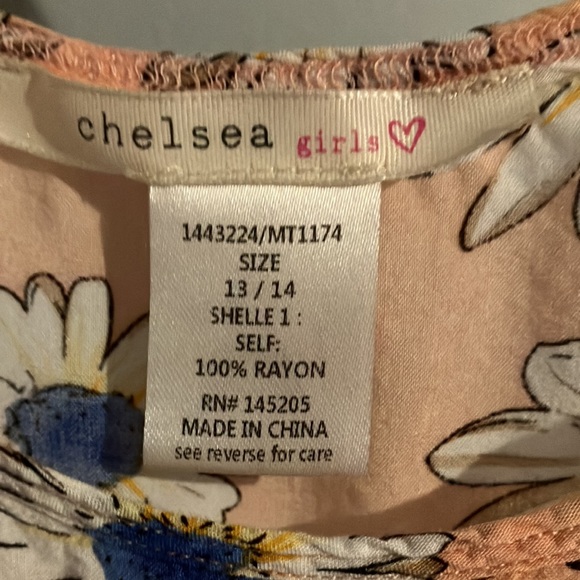 chelsea girls
1443224/MT1174
SIZE
13 / 14
SHELLE 1 :
SELF:
100% RAYON
RN# 145205
MADE IN CHINA
see reverse for care